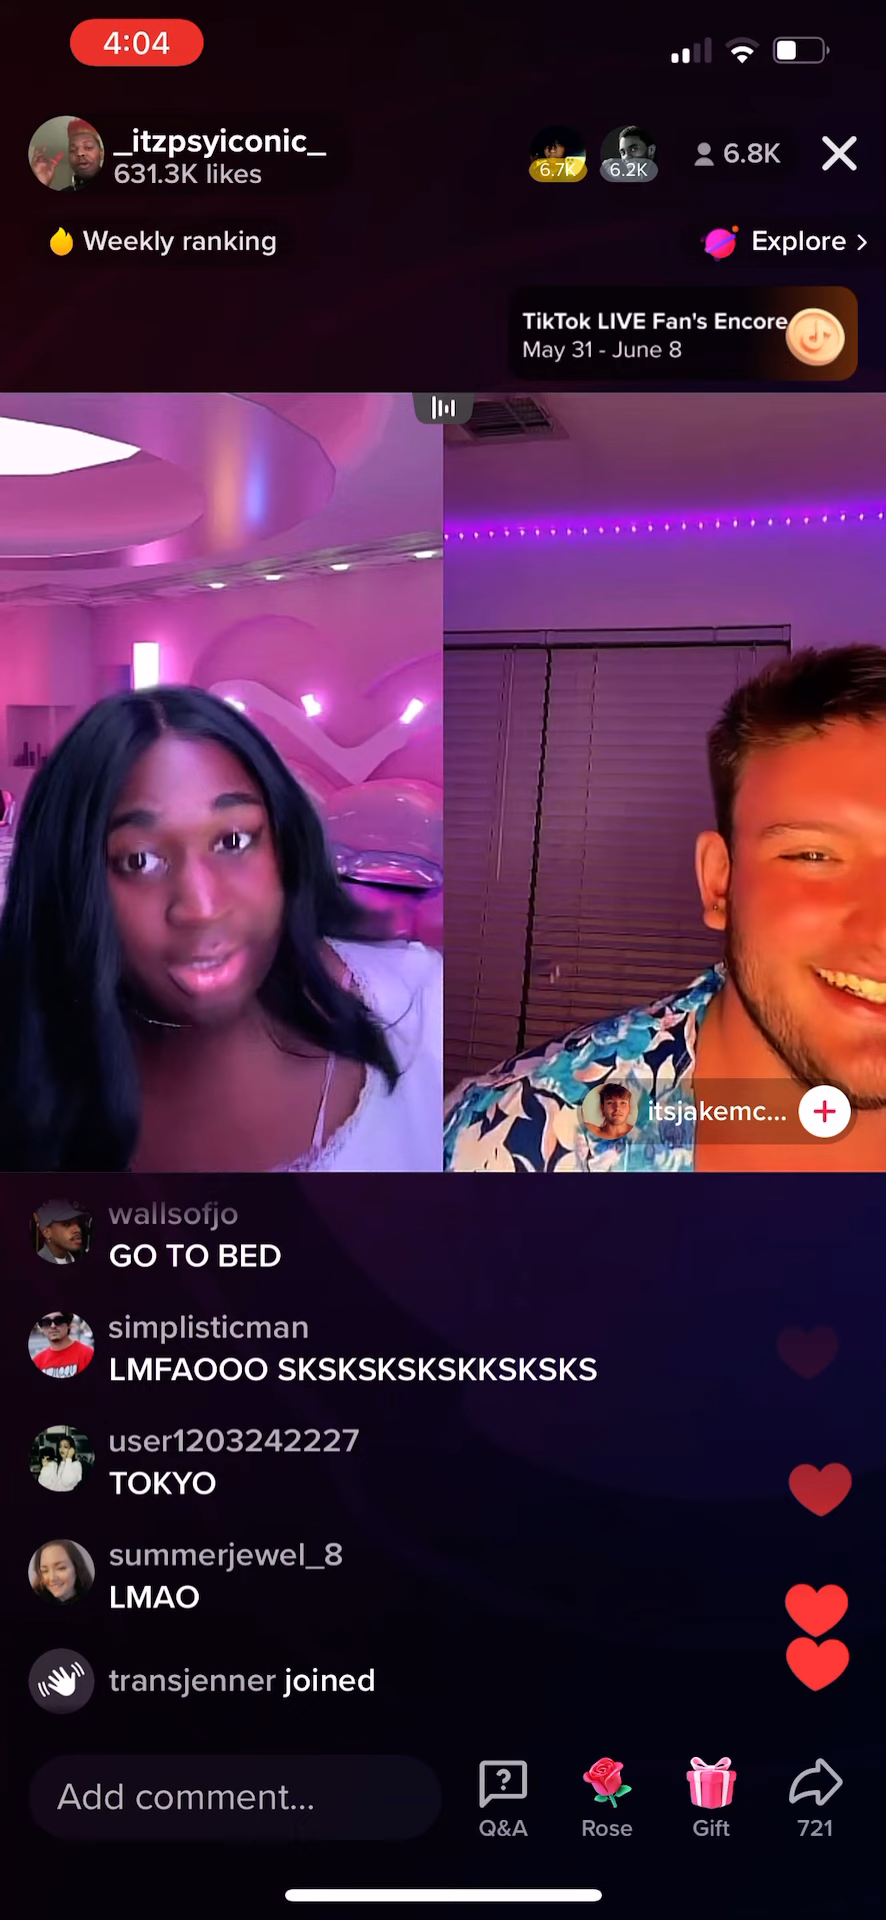 4:04
_itzpsyiconic_
631.3K likes
6.7K
6.2K
6.8K
Weekly ranking
Explore >
TikTok LIVE Fan's Encore
May 31 - June 8
itsjakemc...
wallsofjo
GO TO BED
simplisticman
LMFAOOO SKSKSKSKSKKSKSKS
user1203242227
TOKYO
summerjewel_8
LMAO
transjenner joined
Add comment...
Q&A
Rose
Gift
721